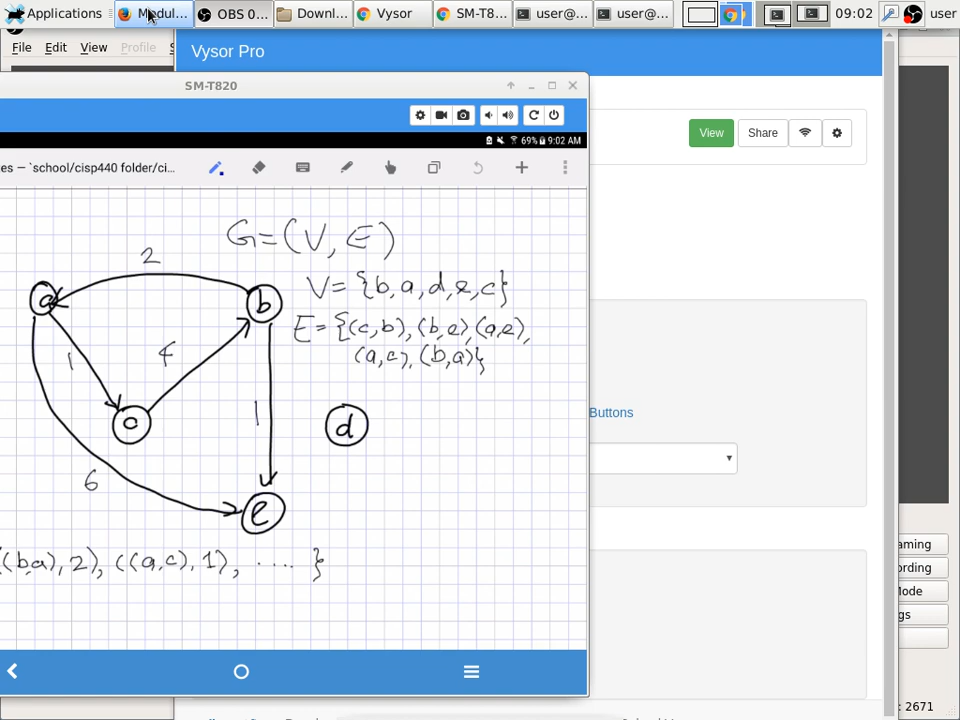 Applications Modul... OBS 0... Downl... Vysor SM-T8... user@... user@... 09:02 user
File Edit View Profile S
Vysor Pro
SM-T820
69% 9:02 AM
View Share
es – `school/cisp440 folder/ci...
G=(V, E)
2
V= {b,a,d,e,c}
a b
E= {(c,b), (b,e), (a,e),
(a,c), (b,a)}
1 4
Buttons
c 1 d
6
e
aming
(b,a), 2), ((a,c), 1), .... }
ording
Mode
gs
: 2671